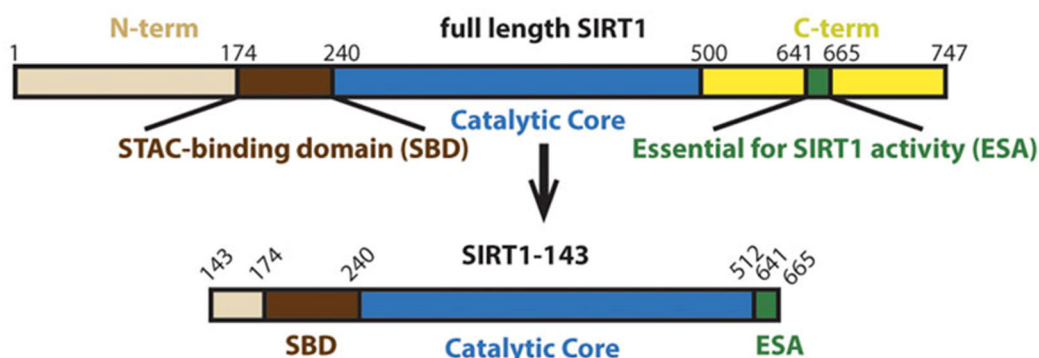 N-term full length SIRT1 C-term
1 174 240 500 641 665 747
Catalytic Core
STAC-binding domain (SBD) Essential for SIRT1 activity (ESA)
SIRT1-143
143 174 240 512 641 665
SBD Catalytic Core ESA